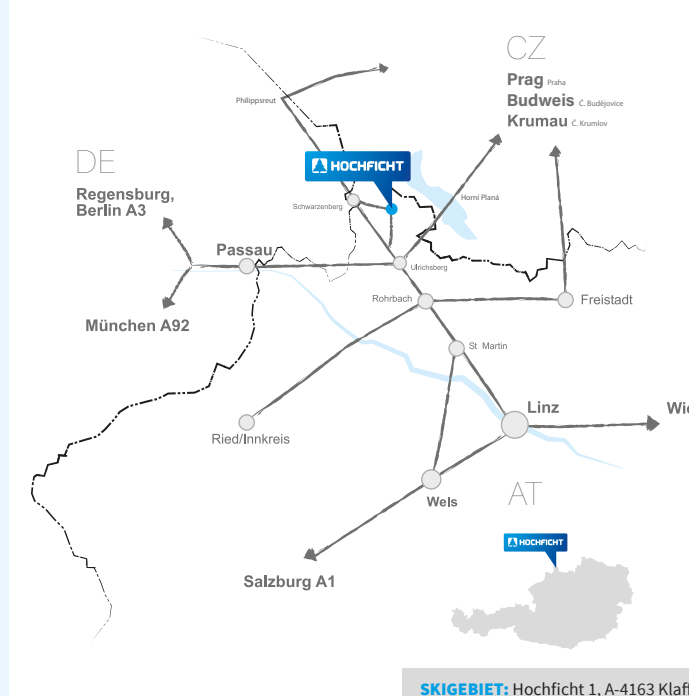 CZ
Prag Praha
Budweis Č. Budějovice
Krumau Č. Krumlov
Philippsreut
DE
HOCHFICHT
Regensburg,
Berlin A3
Schwarzenberg
Horní Planá
Passau
Ulrichsberg
Rohrbach
Freistadt
München A92
St Martin
Linz
Ried/Innkreis
Wels
AT
HOCHFICHT
Salzburg A1
SKIGEBIET: Hochficht 1, A-4163